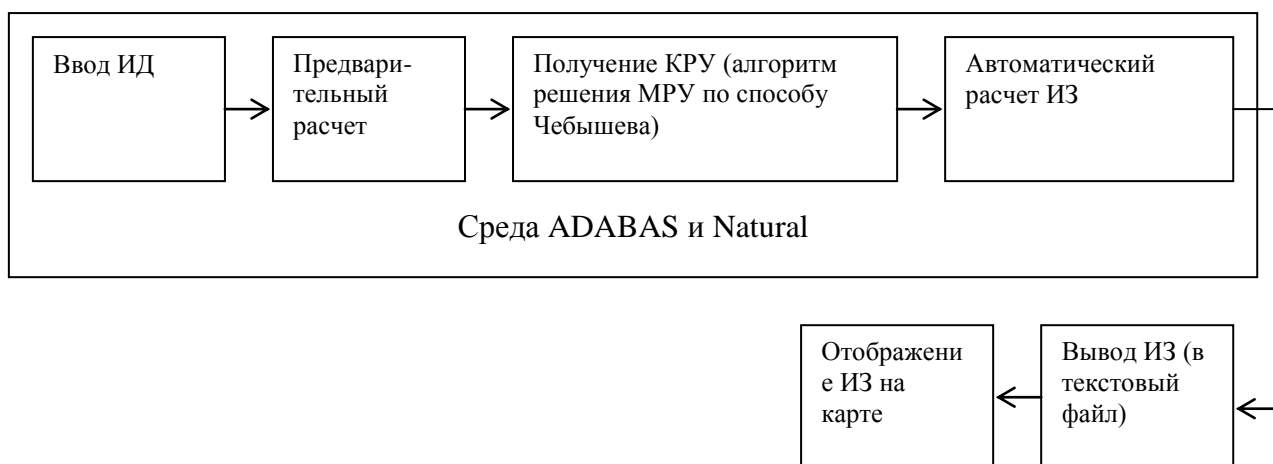 Ввод ИД
Предвари-
тельный
расчет
Получение КРУ (алгоритм
решения МРУ по способу
Чебышева)
Автоматический
расчет ИЗ
Среда ADABAS и Natural
Отображени
е ИЗ на
карте
Вывод ИЗ (в
текстовый
файл)